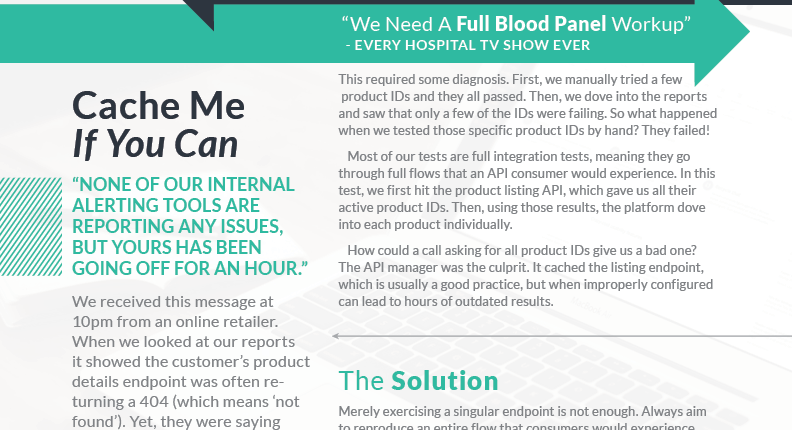 “We Need A Full Blood Panel Workup”
- EVERY HOSPITAL TV SHOW EVER
Cache Me
If You Can
“NONE OF OUR INTERNAL
ALERTING TOOLS ARE
REPORTING ANY ISSUES,
BUT YOURS HAS BEEN
GOING OFF FOR AN HOUR.”
We received this message at
10pm from an online retailer.
When we looked at our reports
it showed the customer’s product
details endpoint was often re-
turning a 404 (which means ‘not
found’). Yet, they were saying
This required some diagnosis. First, we manually tried a few
product IDs and they all passed. Then, we dove into the reports
and saw that only a few of the IDs were failing. So what happened
when we tested those specific product IDs by hand? They failed!
Most of our tests are full integration tests, meaning they go
through full flows that an API consumer would experience. In this
test, we first hit the product listing API, which gave us all their
active product IDs. Then, using those results, the platform dove
into each product individually.
How could a call asking for all product IDs give us a bad one?
The API manager was the culprit. It cached the listing endpoint,
which is usually a good practice, but when improperly configured
can lead to hours of outdated results.
The Solution
Merely exercising a singular endpoint is not enough. Always aim
to reproduce an entire flow that consumers would experience